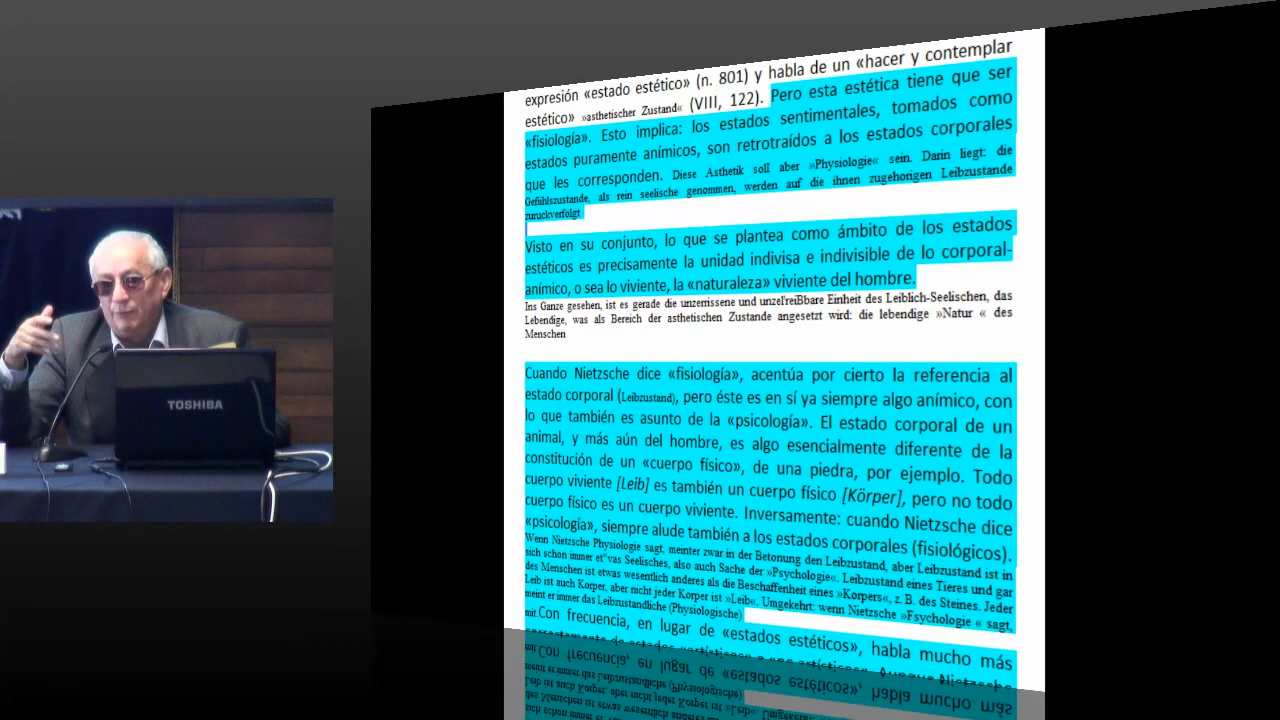 expresión «estado estético» (n. 801) y habla de un «hacer y contemplar
estético» »asthetischer Zustand« (VIII, 122). Pero esta estética tiene que ser
«fisiología». Esto implica: los estados sentimentales, tomados como
estados puramente anímicos, son retrotraídos a los estados corporales
que les corresponden. Diese Asthetik soll aber »Physiologie« sein. Darin liegt: die
Gefühlszustande, als rein seelische genommen, werden auf die ihnen zugehorigen Leibzustande
zuruckverfolgt
Visto en su conjunto, lo que se plantea como ámbito de los estados
estéticos es precisamente la unidad indivisa e indivisible de lo corporal-
anímico, o sea lo viviente, la «naturaleza» viviente del hombre.
Ins Ganze gesehen, ist es gerade die unzerrissene und unzel'reiBbare Einheit des Leiblich-Seelischen, das
Lebendige, was als Bereich der asthetischen Zustande angesetzt wird: die lebendige »Natur « des
Menschen
Cuando Nietzsche dice «fisiología», acentúa por cierto la referencia al
estado corporal (Leibzustand), pero éste es en sí ya siempre algo anímico, con
lo que también es asunto de la «psicología». El estado corporal de un
animal, y más aún del hombre, es algo esencialmente diferente de la
constitución de un «cuerpo físico», de una piedra, por ejemplo. Todo
cuerpo viviente [Leib] es también un cuerpo físico [Körper], pero no todo
cuerpo físico es un cuerpo viviente. Inversamente: cuando Nietzsche dice
«psicología», siempre alude también a los estados corporales (fisiológicos).
Wenn Nietzsche Physiologie sagt, meinter zwar in der Betonung den Leibzustand, aber Leibzustand ist in
sich schon immer et"vas Seelisches, also auch Sache der »Psychologie«. Leibzustand eines Tieres und gar
des Menschen ist etwas wesentlich anderes als die Beschaffenheit eines »Korpers«, z. B. des Steines. Jeder
Leib ist auch Korper, aber nicht jeder Korper ist »Leib«. Umgekehrt: wenn Nietzsche »Psychologie « sagt,
meint er immer das Leibzustandliche (Physiologische)
mit.Con frecuencia, en lugar de «estados estéticos», habla mucho más
TOSHIBA